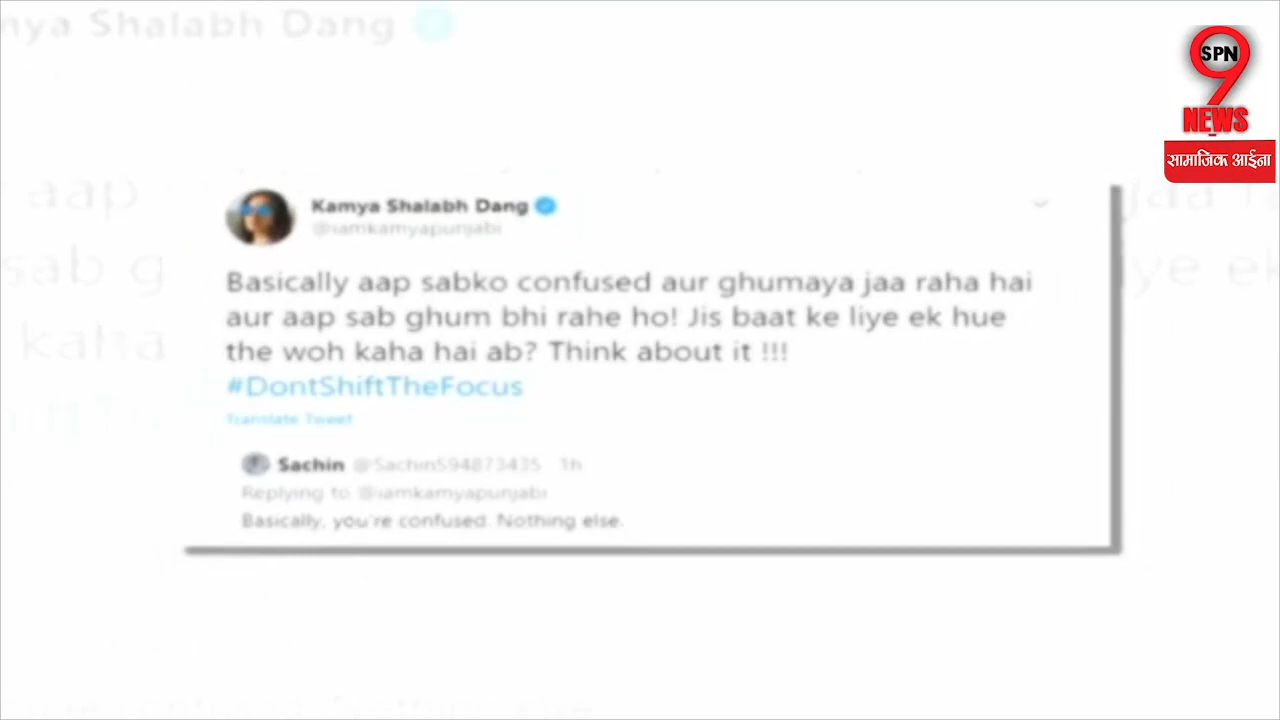 SPN
9
NEWS
सामाजिक आईना
Kamya Shalabh Dang
@iamkamyapunjabi
Basically aap sabko confused aur ghumaya jaa raha hai
aur aap sab ghum bhi rahe ho! Jis baat ke liye ek hue
the woh kaha hai ab? Think about it !!!
#DontShiftTheFocus
Translate Tweet
Sachin @Sachin594873435 1h
Replying to @iamkamyapunjabi
Basically, you're confused. Nothing else.